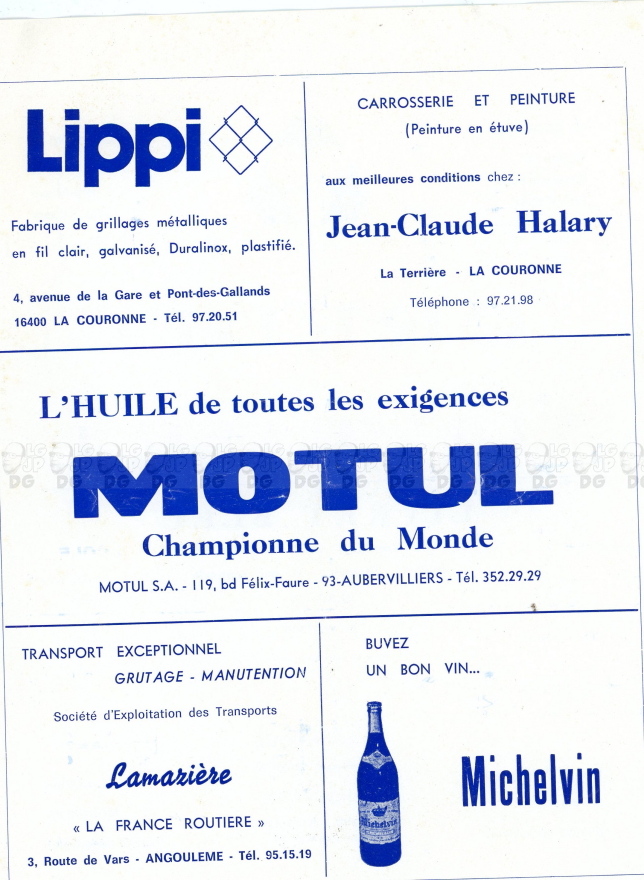 Lippi
Fabrique de grillages métalliques
en fil clair, galvanisé, Duralinox, plastifié.
4, avenue de la Gare et Pont-des-Gallands
16400 LA COURONNE - Tél. 97.20.51
CARROSSERIE ET PEINTURE
(Peinture en étuve)
aux meilleures conditions chez :
Jean-Claude Halary
La Terrière - LA COURONNE
Téléphone : 97.21.98
L'HUILE de toutes les exigences
MOTUL
Championne du Monde
MOTUL S.A. - 119, bd Félix-Faure - 93-AUBERVILLIERS - Tél. 352.29.29
TRANSPORT EXCEPTIONNEL
GRUTAGE - MANUTENTION
Société d'Exploitation des Transports
Lamazière
« LA FRANCE ROUTIERE »
3, Route de Vars - ANGOULEME - Tél. 95.15.19
BUVEZ
UN BON VIN...
Michelvin
Michelvin